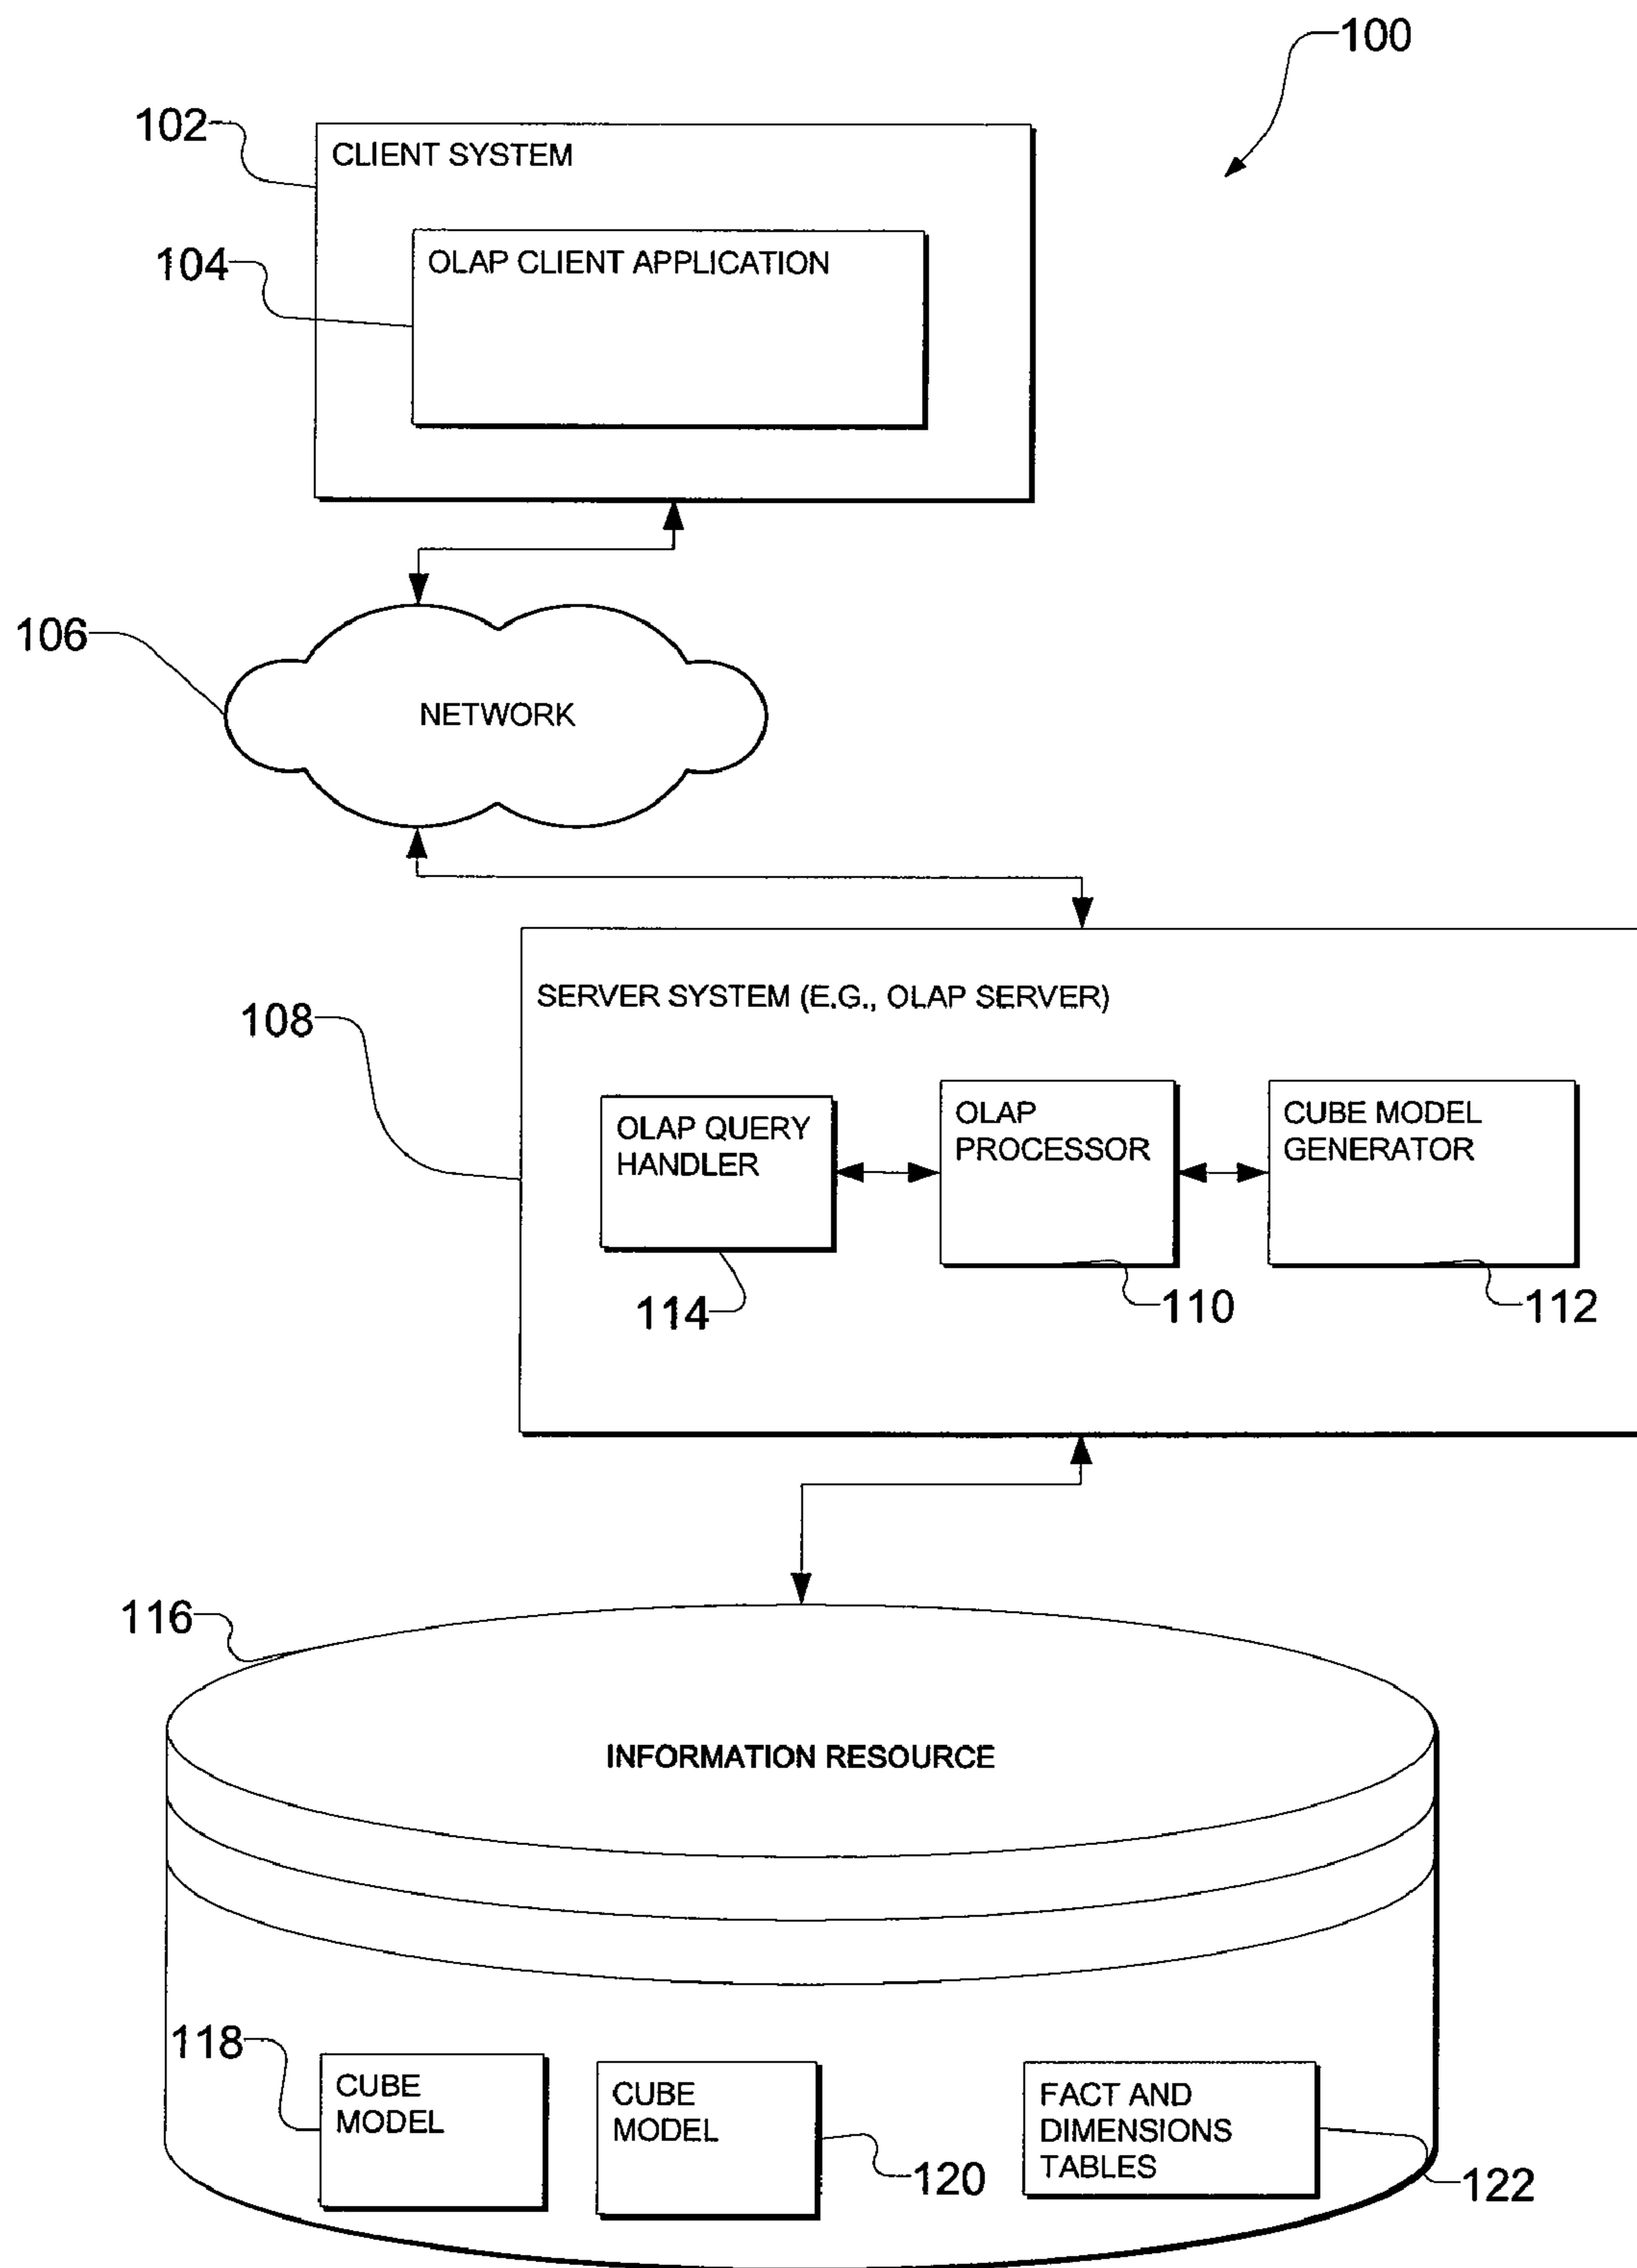 100
102
CLIENT SYSTEM
104
OLAP CLIENT APPLICATION
106
NETWORK
SERVER SYSTEM (E.G., OLAP SERVER)
108
OLAP QUERY
HANDLER
OLAP
PROCESSOR
CUBE MODEL
GENERATOR
114
110
112
116
INFORMATION RESOURCE
118
CUBE
MODEL
CUBE
MODEL
120
FACT AND
DIMENSIONS
TABLES
122